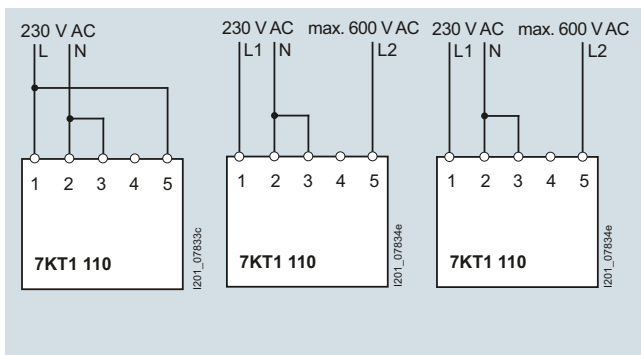 230 V AC
L N
1 2 3 4 5
7KT1 110
I201_07833c
230 V AC max. 600 V AC
L1 N L2
1 2 3 4 5
7KT1 110
I201_07834e
230 V AC max. 600 V AC
L1 N L2
1 2 3 4 5
7KT1 110
I201_07834e